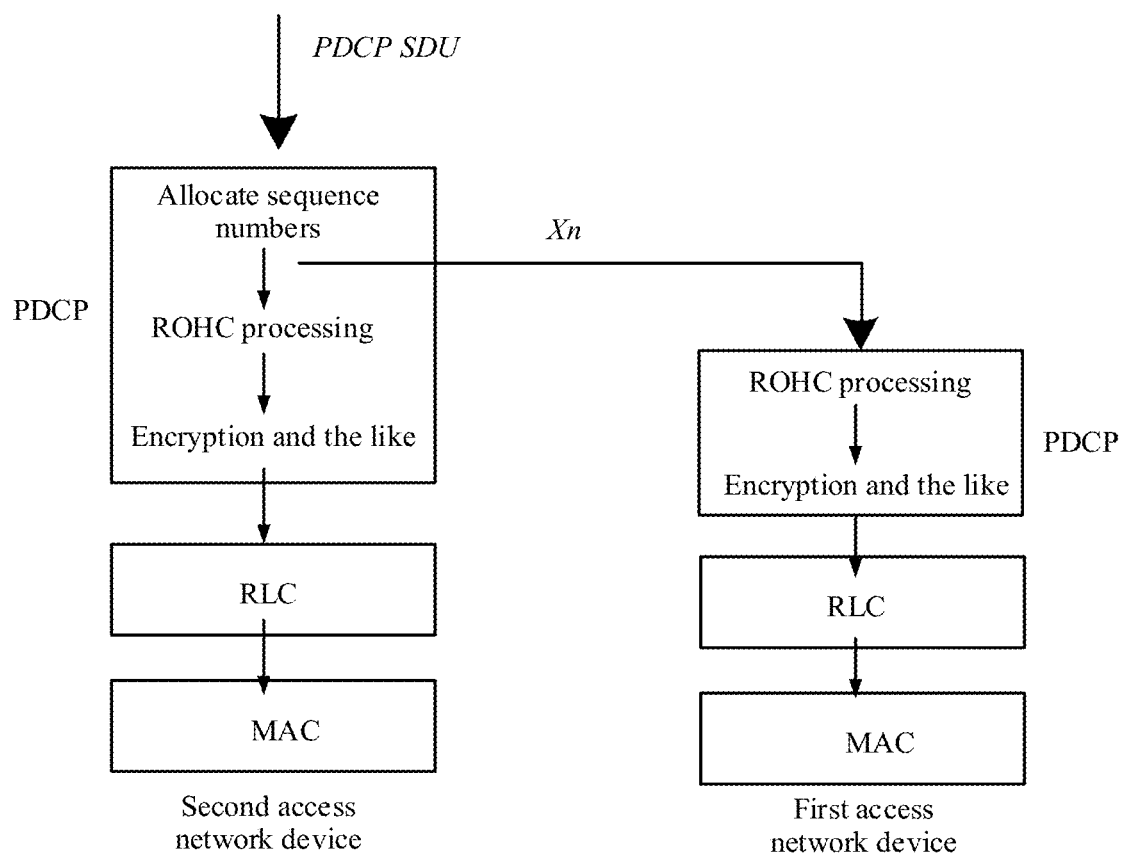 PDCP SDU
Allocate sequence
numbers
Xn
PDCP
ROHC processing
Encryption and the like
ROHC processing
Encryption and the like
PDCP
RLC
RLC
MAC
MAC
Second access
network device
First access
network device